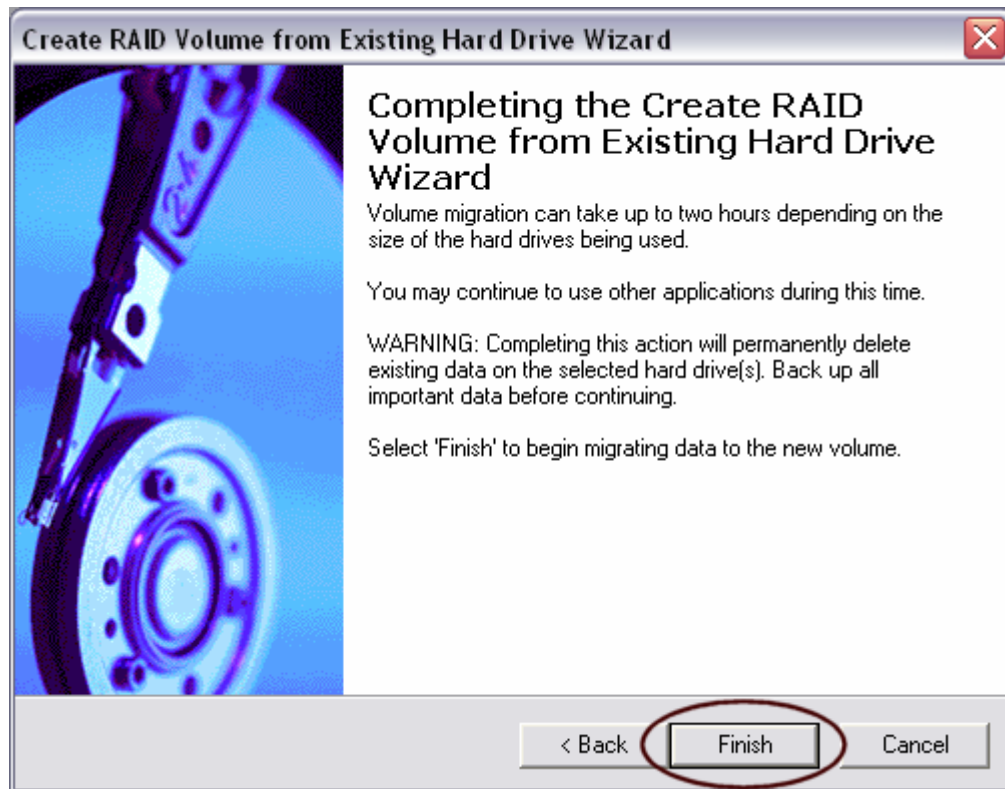 Create RAID Volume from Existing Hard Drive Wizard
Completing the Create RAID
Volume from Existing Hard Drive
Wizard
Volume migration can take up to two hours depending on the
size of the hard drives being used.
You may continue to use other applications during this time.
WARNING: Completing this action will permanently delete
existing data on the selected hard drive(s). Back up all
important data before continuing.
Select 'Finish' to begin migrating data to the new volume.
< Back
Finish
Cancel